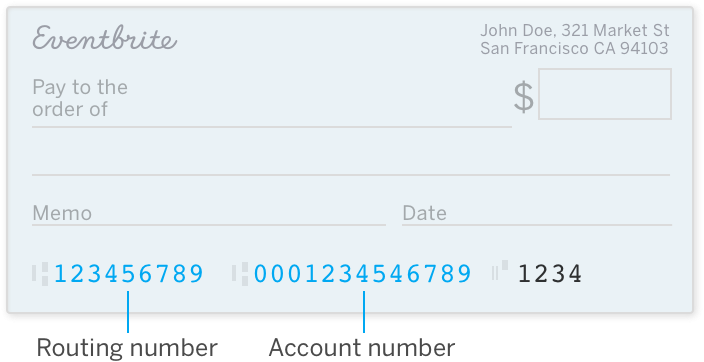 Eventbrite
John Doe, 321 Market St
San Francisco CA 94103
Pay to the
order of
$
Memo
Date
123456789 0001234546789 1234
Routing number
Account number